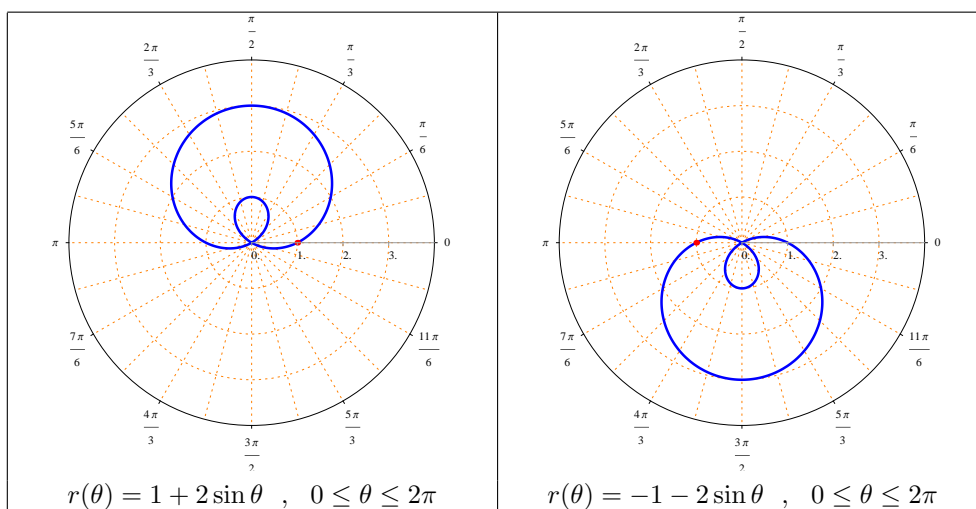 π/2
2π/3
π/3
5π/6
π/6
π
0. 1. 2. 3.
0
7π/6
11π/6
4π/3
5π/3
3π/2
r(θ) = 1 + 2 sin θ , 0 ≤ θ ≤ 2π
π/2
2π/3
π/3
5π/6
π/6
π
0. 1. 2. 3.
0
7π/6
11π/6
4π/3
5π/3
3π/2
r(θ) = −1 − 2 sin θ , 0 ≤ θ ≤ 2π